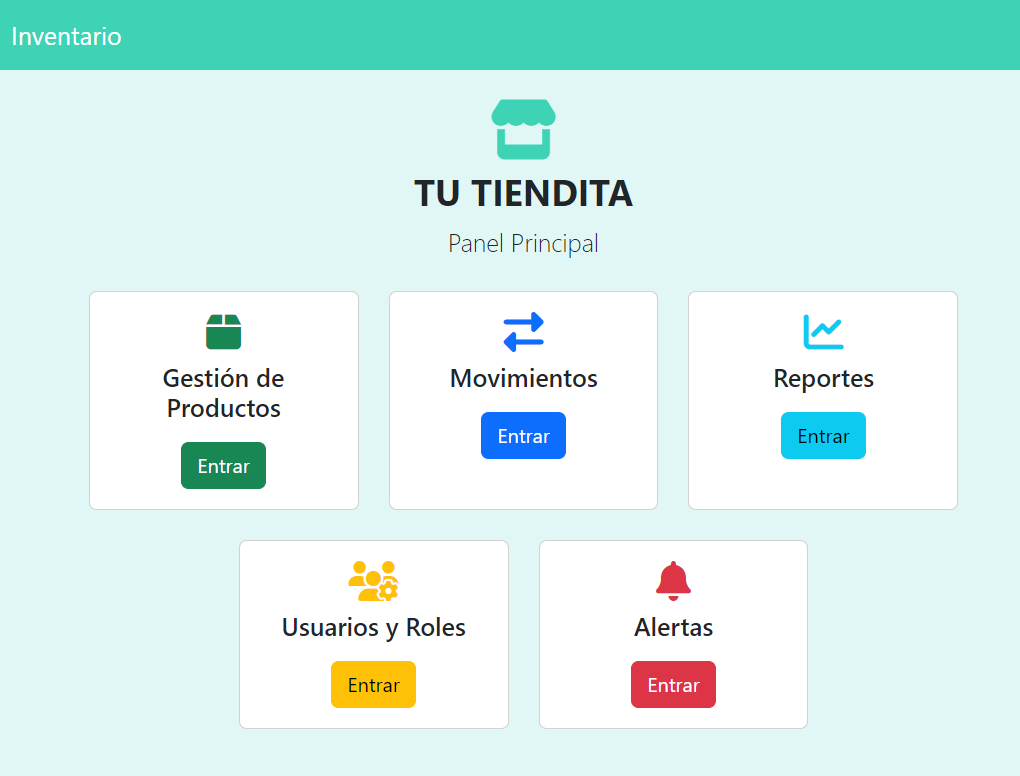 Inventario
TU TIENDITA
Panel Principal
Gestión de
Productos
Entrar
Movimientos
Entrar
Reportes
Entrar
Usuarios y Roles
Entrar
Alertas
Entrar